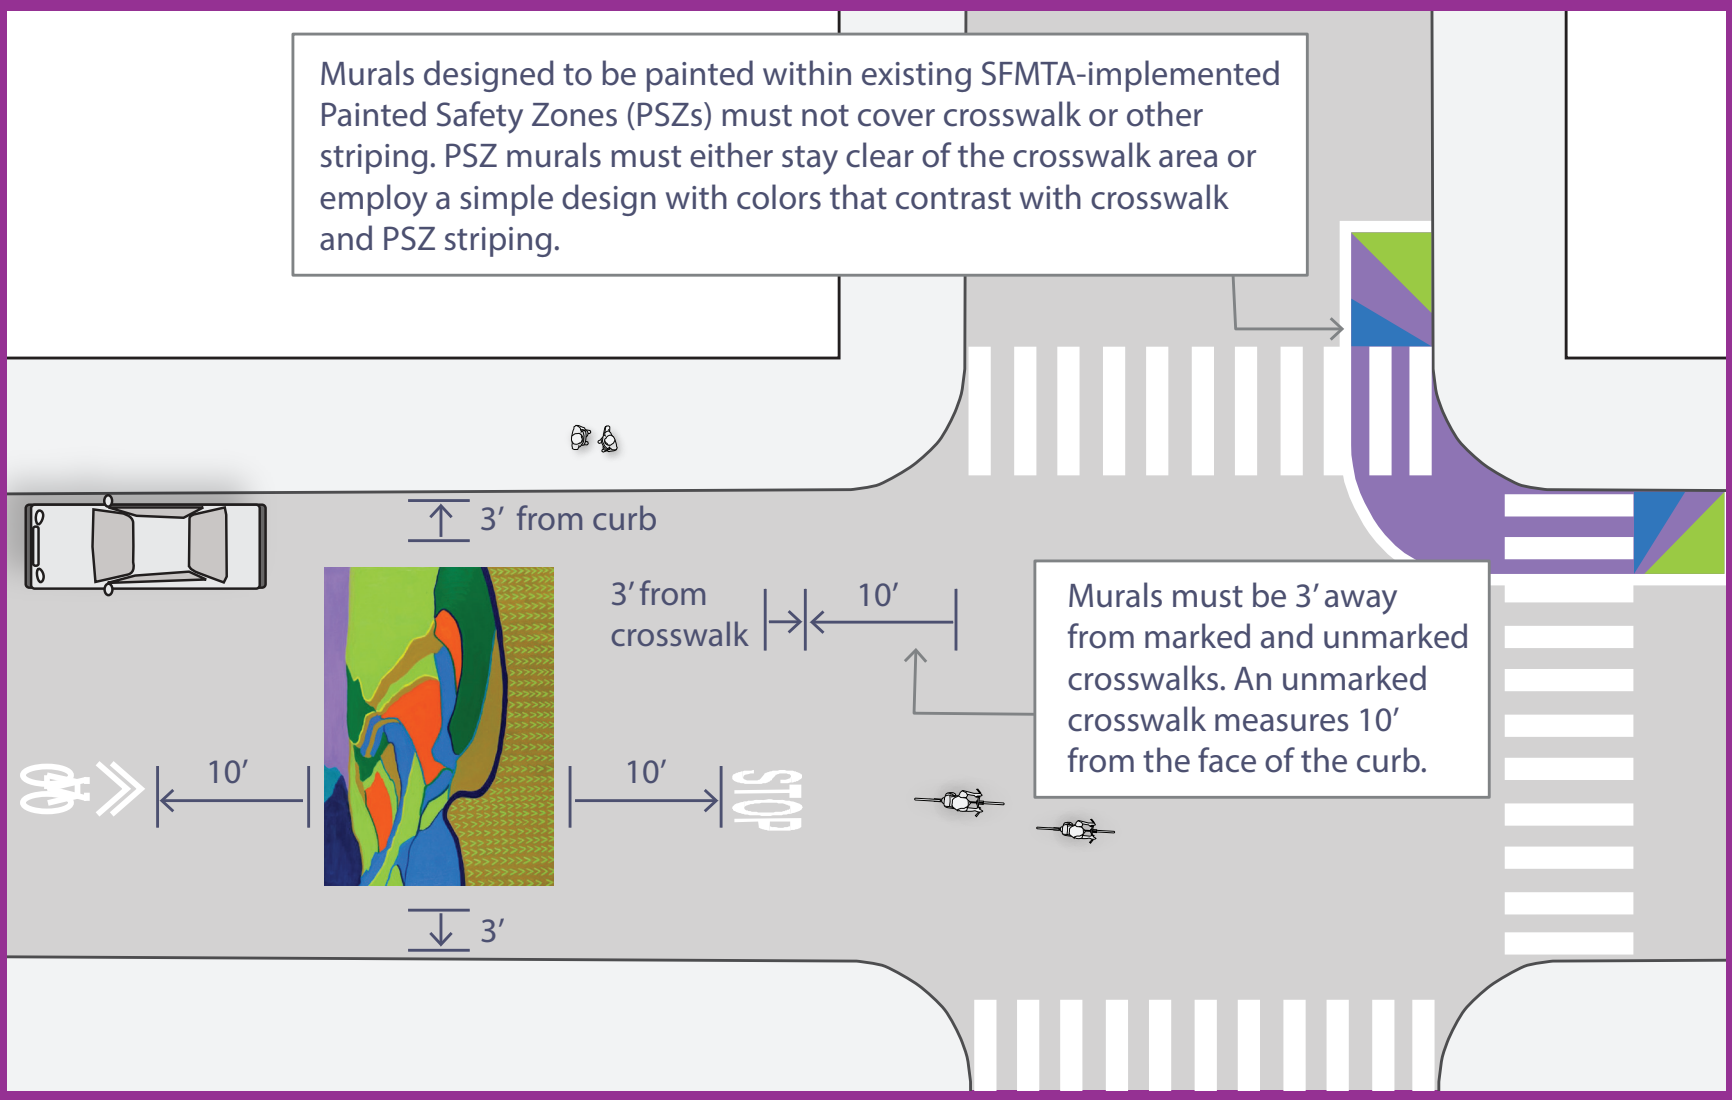 Murals designed to be painted within existing SFMTA-implemented
Painted Safety Zones (PSZs) must not cover crosswalk or other
striping. PSZ murals must either stay clear of the crosswalk area or
employ a simple design with colors that contrast with crosswalk
and PSZ striping.
3’ from curb
3’ from
crosswalk
10’
Murals must be 3’ away
from marked and unmarked
crosswalks. An unmarked
crosswalk measures 10’
from the face of the curb.
10’
10’
STOP
3’